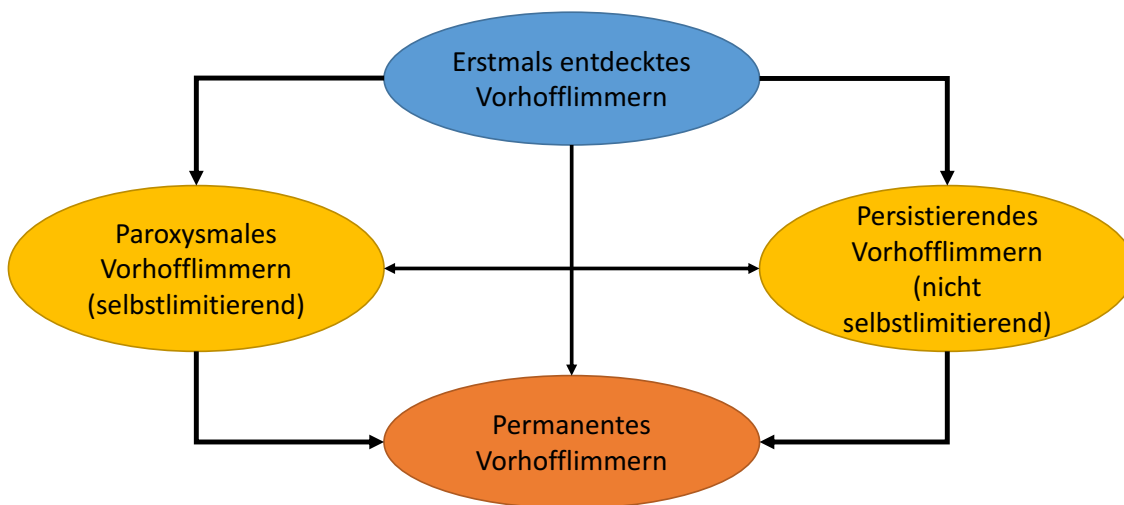 Erstmals entdecktes
Vorhofflimmern
Paroxysmales
Vorhofflimmern
(selbstlimitierend)
Persistierendes
Vorhofflimmern
(nicht
selbstlimitierend)
Permanentes
Vorhofflimmern